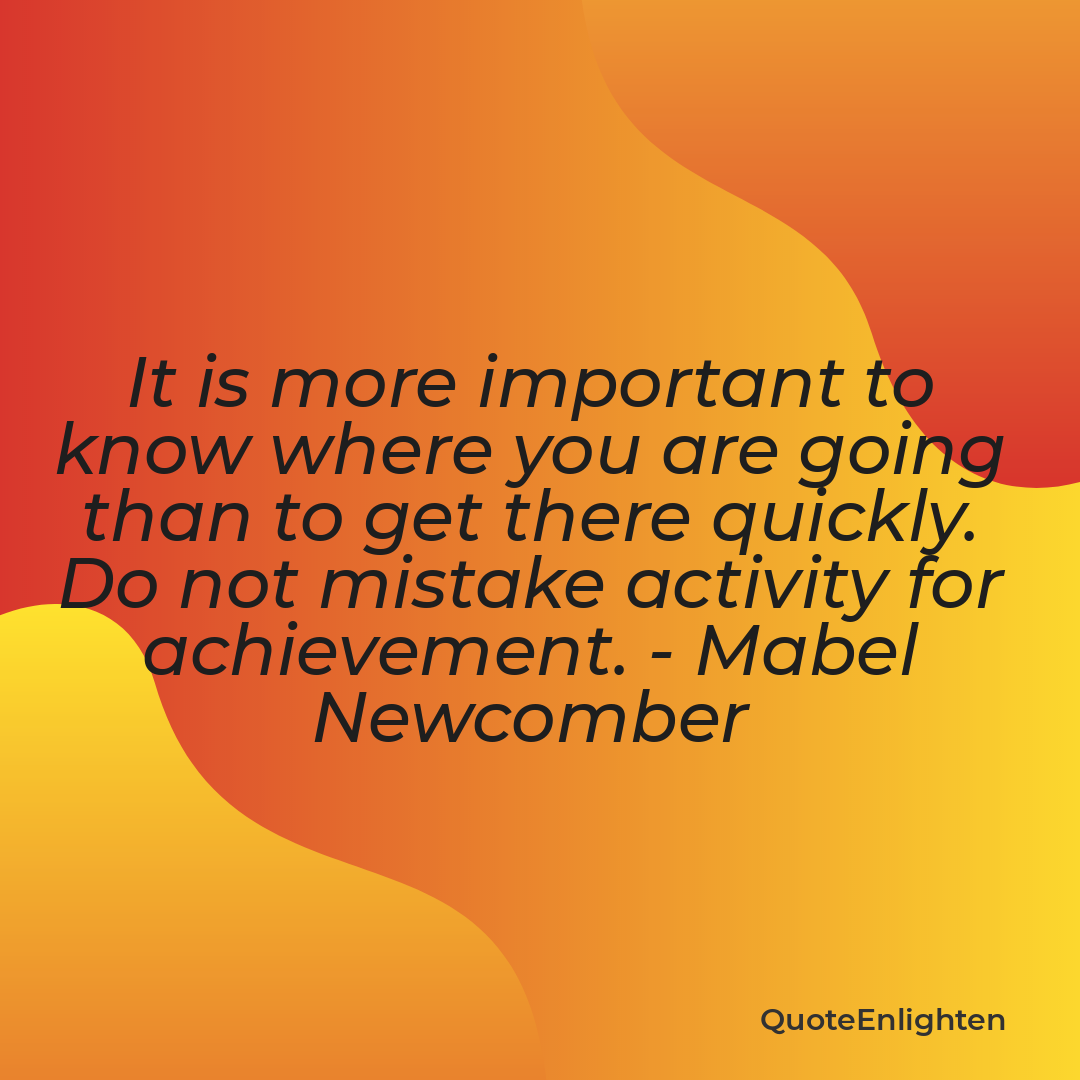 It is more important to
know where you are going
than to get there quickly.
Do not mistake activity for
achievement. - Mabel
Newcomber
QuoteEnlighten